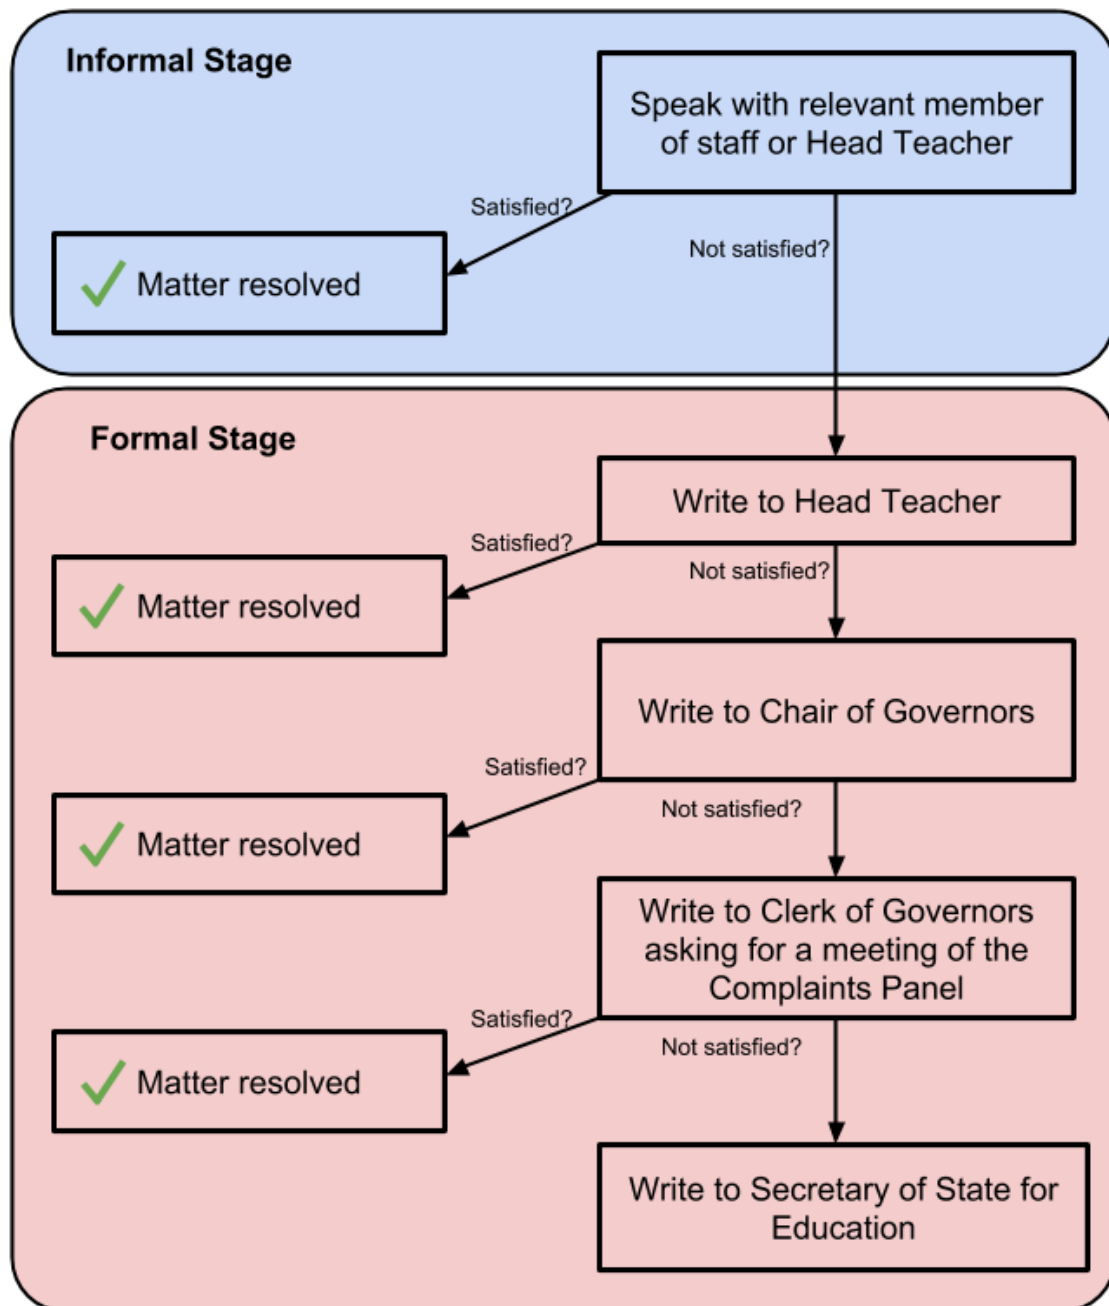 Informal Stage
Speak with relevant member
of staff or Head Teacher
Satisfied?
Not satisfied?
Matter resolved
Formal Stage
Write to Head Teacher
Satisfied?
Not satisfied?
Matter resolved
Write to Chair of Governors
Satisfied?
Not satisfied?
Matter resolved
Write to Clerk of Governors
asking for a meeting of the
Complaints Panel
Satisfied?
Not satisfied?
Matter resolved
Write to Secretary of State for
Education